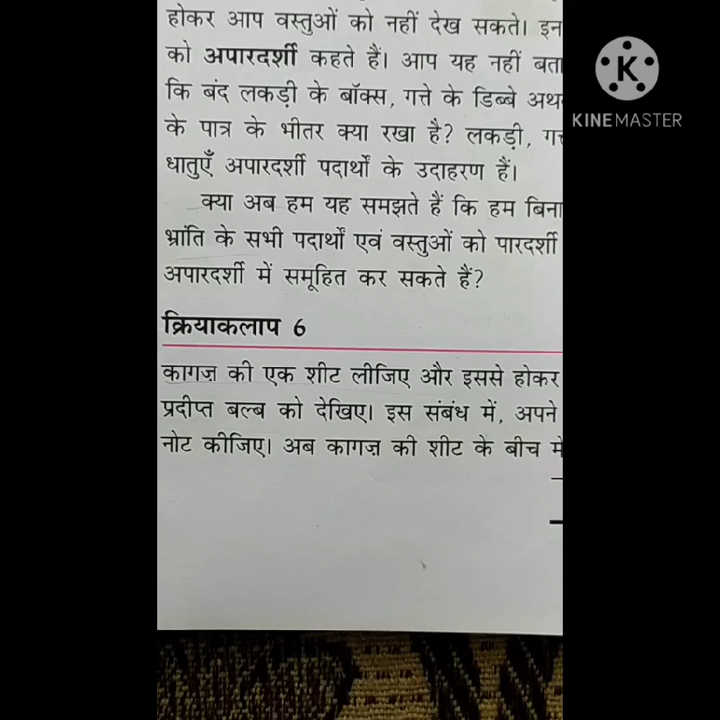 होकर आप वस्तुओं को नहीं देख सकते। इन
को अपारदर्शी कहते हैं। आप यह नहीं बता
कि बंद लकड़ी के बॉक्स, गत्ते के डिब्बे अथ
के पात्र के भीतर क्या रखा है? लकड़ी, गत्
धातुएँ अपारदर्शी पदार्थों के उदाहरण हैं।
क्या अब हम यह समझते हैं कि हम बिना
भ्रांति के सभी पदार्थों एवं वस्तुओं को पारदर्शी
अपारदर्शी में समूहित कर सकते हैं?
क्रियाकलाप 6
कागज़ की एक शीट लीजिए और इससे होकर
प्रदीप्त बल्ब को देखिए। इस संबंध में, अपने
नोट कीजिए। अब कागज़ की शीट के बीच में
K
KINEMASTER